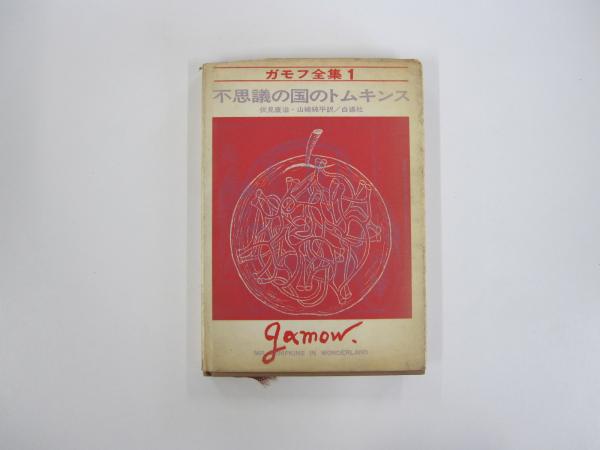 ガモフ全集1
不思議の国のトムキンス
伏見康治・山崎純平訳／白揚社
gamow.
MR TOMPKINS IN WONDERLAND